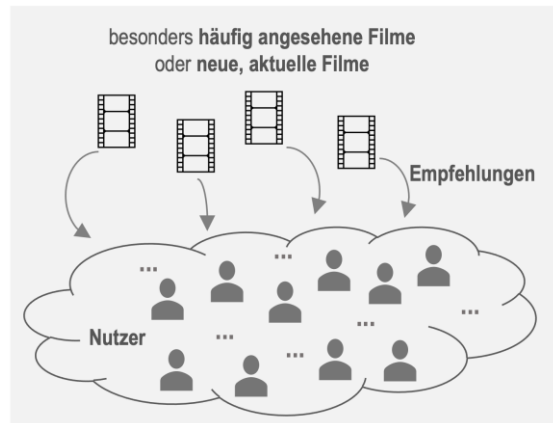 besonders häufig angesehene Filme
oder neue, aktuelle Filme
Empfehlungen
...
...
Nutzer
...
...
...
...